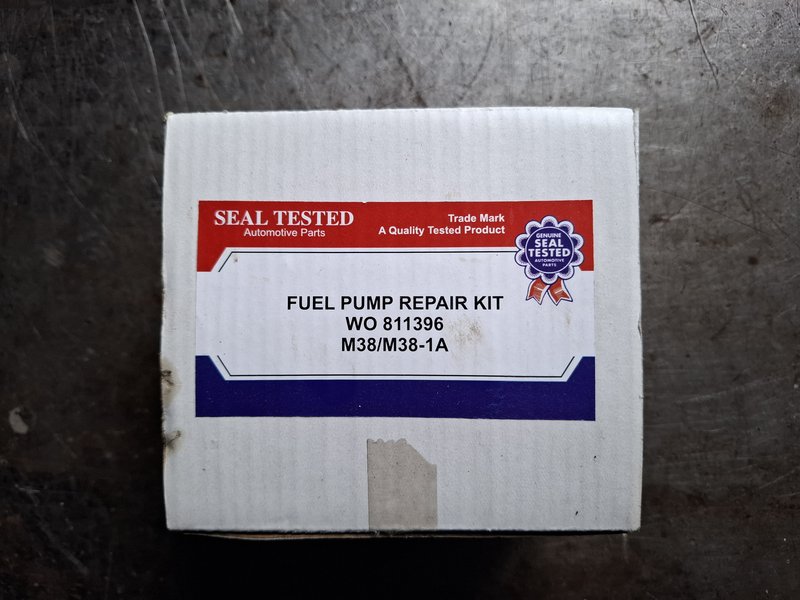 SEAL TESTED
Automotive Parts
Trade Mark
A Quality Tested Product
GENUINE
SEAL
TESTED
AUTOMOTIVE
PARTS
FUEL PUMP REPAIR KIT
WO 811396
M38/M38-1A